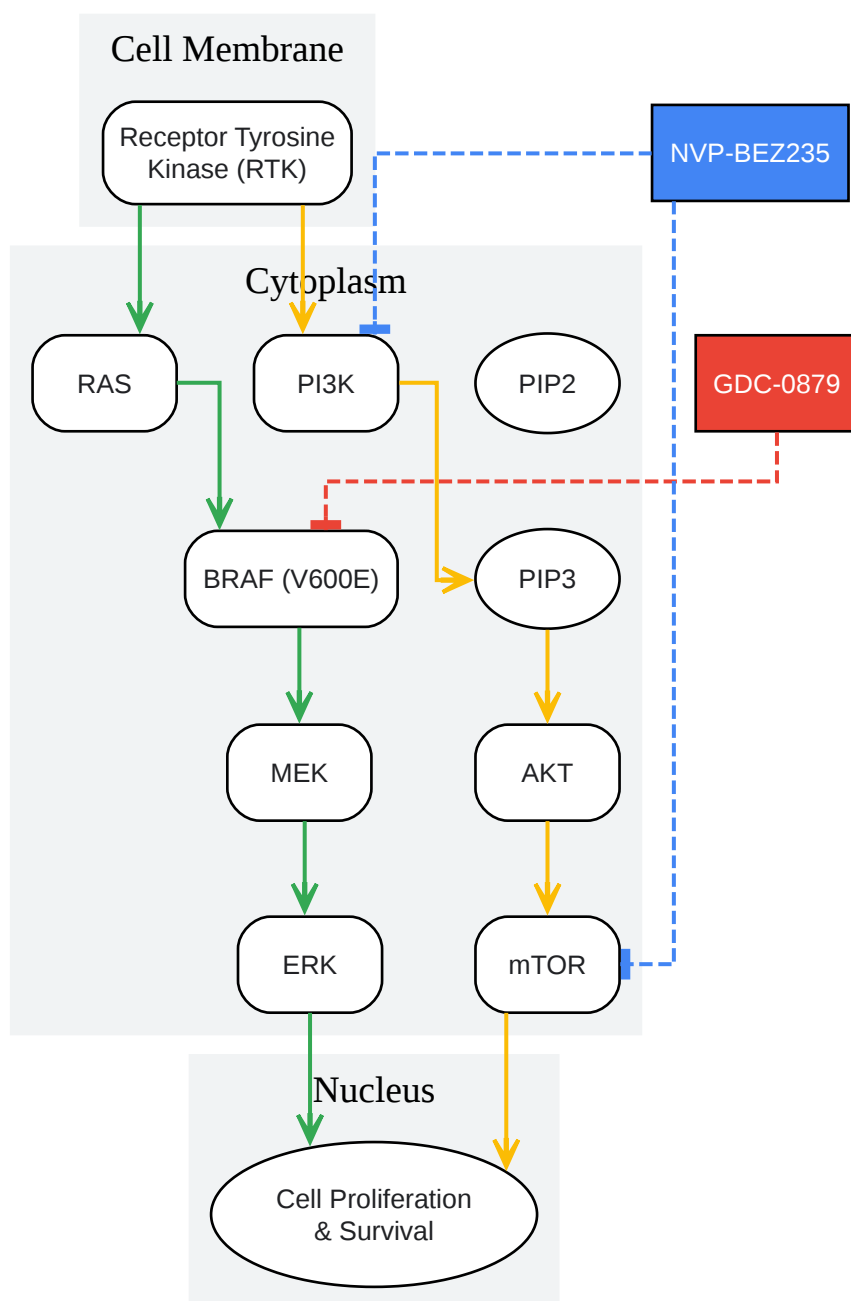 Cell Membrane
Receptor Tyrosine
Kinase (RTK)
NVP-BEZ235
Cytoplasm
RAS
PI3K
PIP2
GDC-0879
BRAF (V600E)
PIP3
MEK
AKT
ERK
mTOR
Nucleus
Cell Proliferation
& Survival